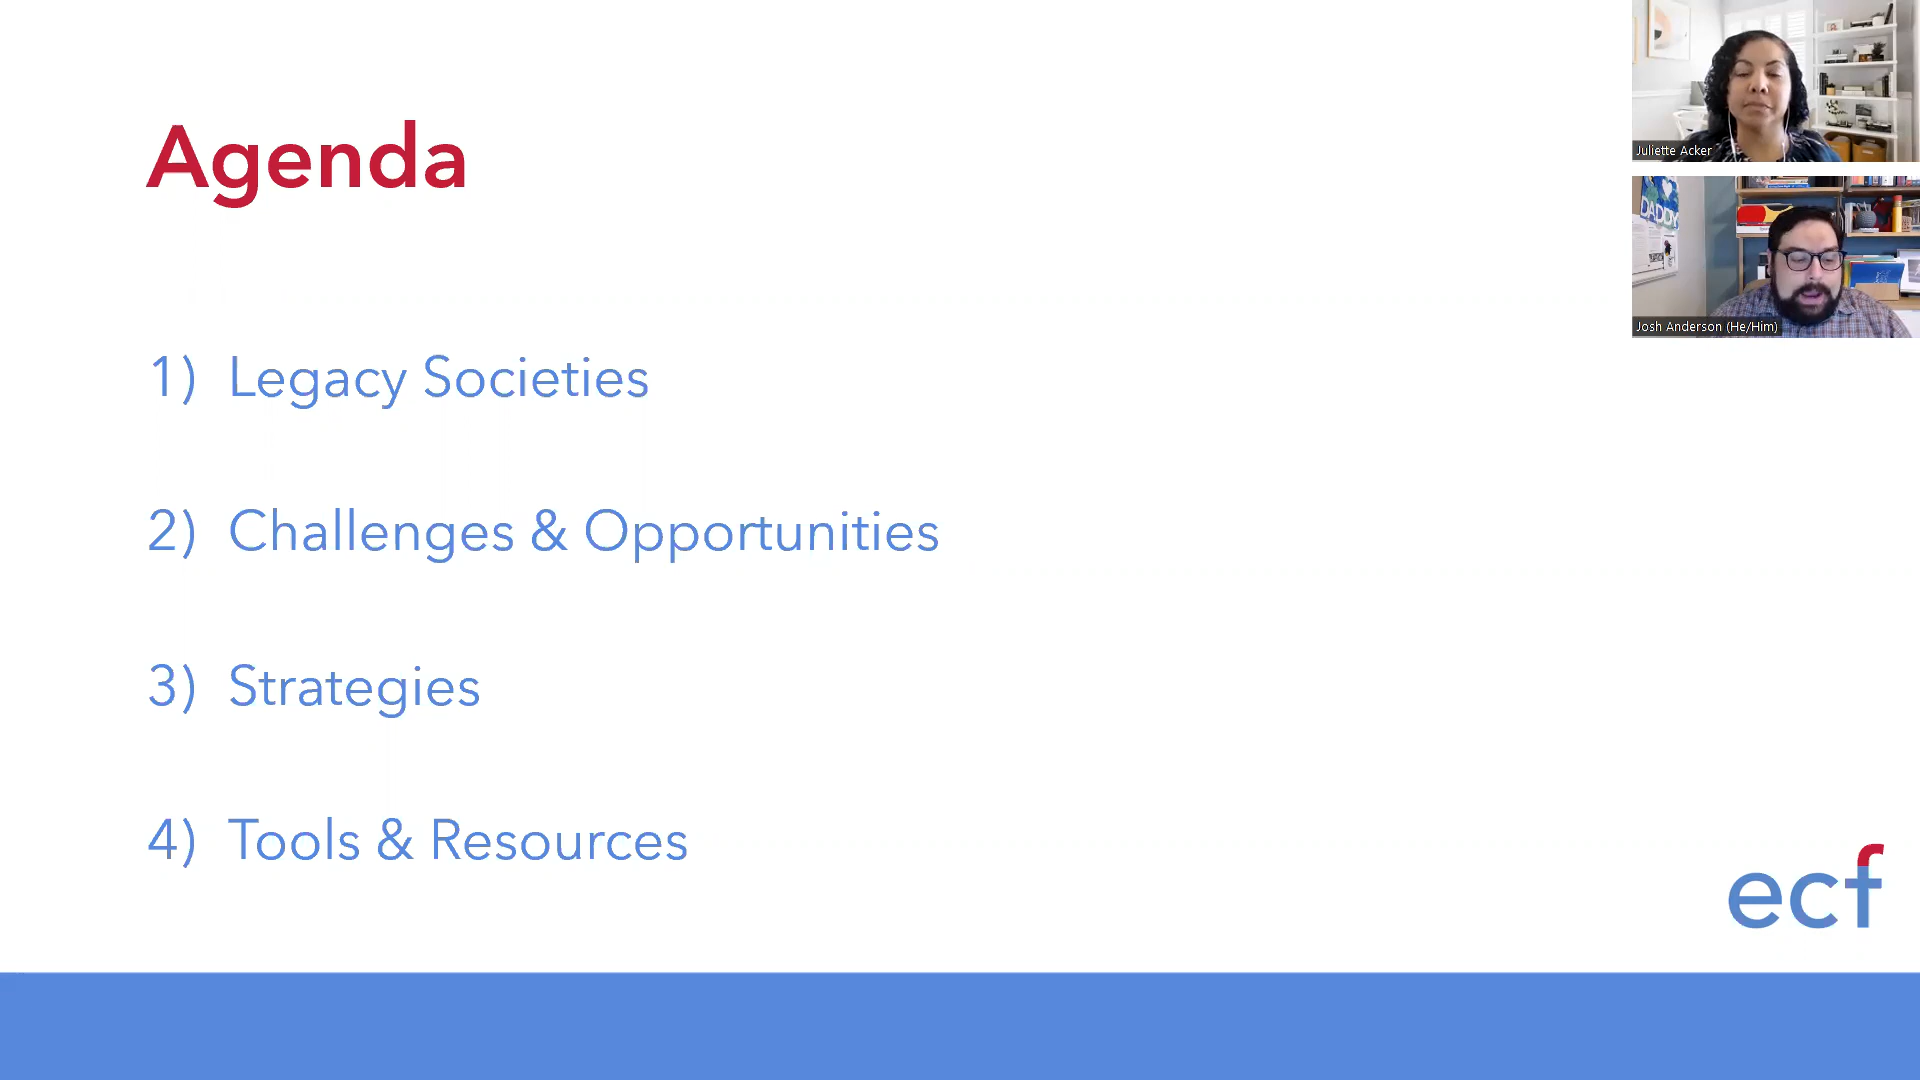 Agenda
1) Legacy Societies
2) Challenges & Opportunities
3) Strategies
4) Tools & Resources
ecf
Juliette Acker
DADDY
Josh Anderson (He/Him)